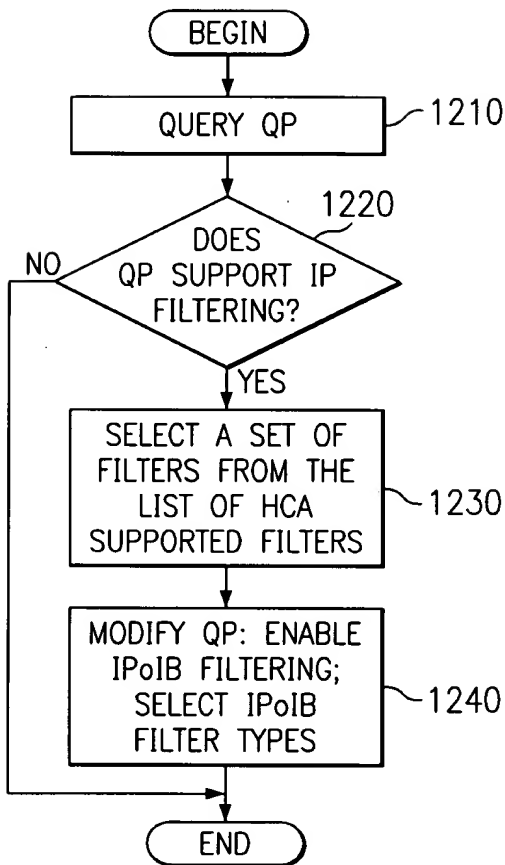 BEGIN
QUERY QP
1210
1220
DOES
QP SUPPORT IP
FILTERING?
NO
YES
SELECT A SET OF
FILTERS FROM THE
LIST OF HCA
SUPPORTED FILTERS
1230
MODIFY QP: ENABLE
IPoIB FILTERING;
SELECT IPoIB
FILTER TYPES
1240
END